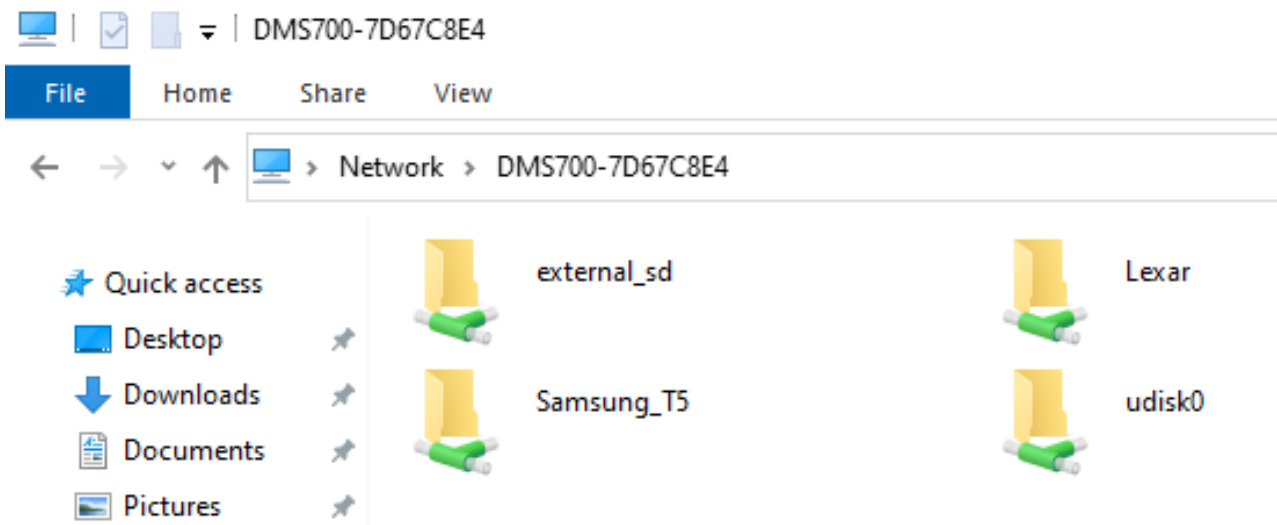 DMS700-7D67C8E4
File Home Share View
Network DMS700-7D67C8E4
Quick access
Desktop
Downloads
Documents
Pictures
external_sd Lexar
Samsung_T5 udisk0